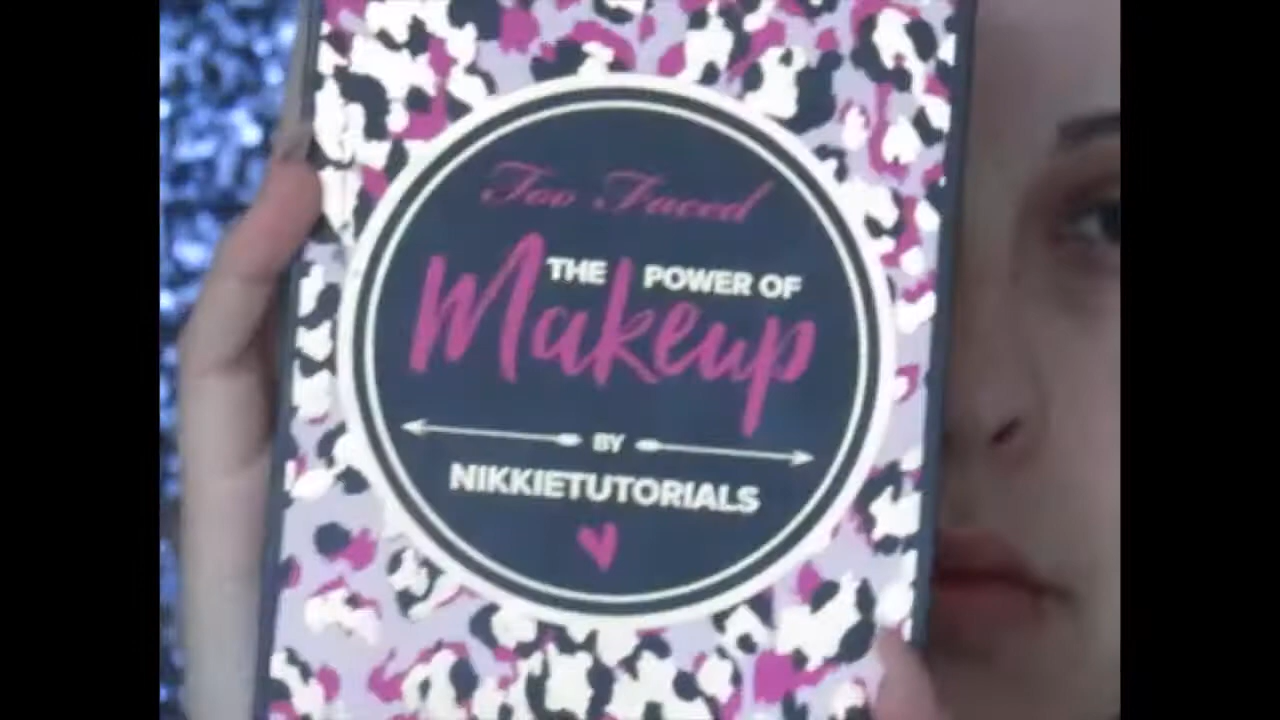 Too Faced
THE POWER OF
Makeup
BY
NIKKIETUTORIALS